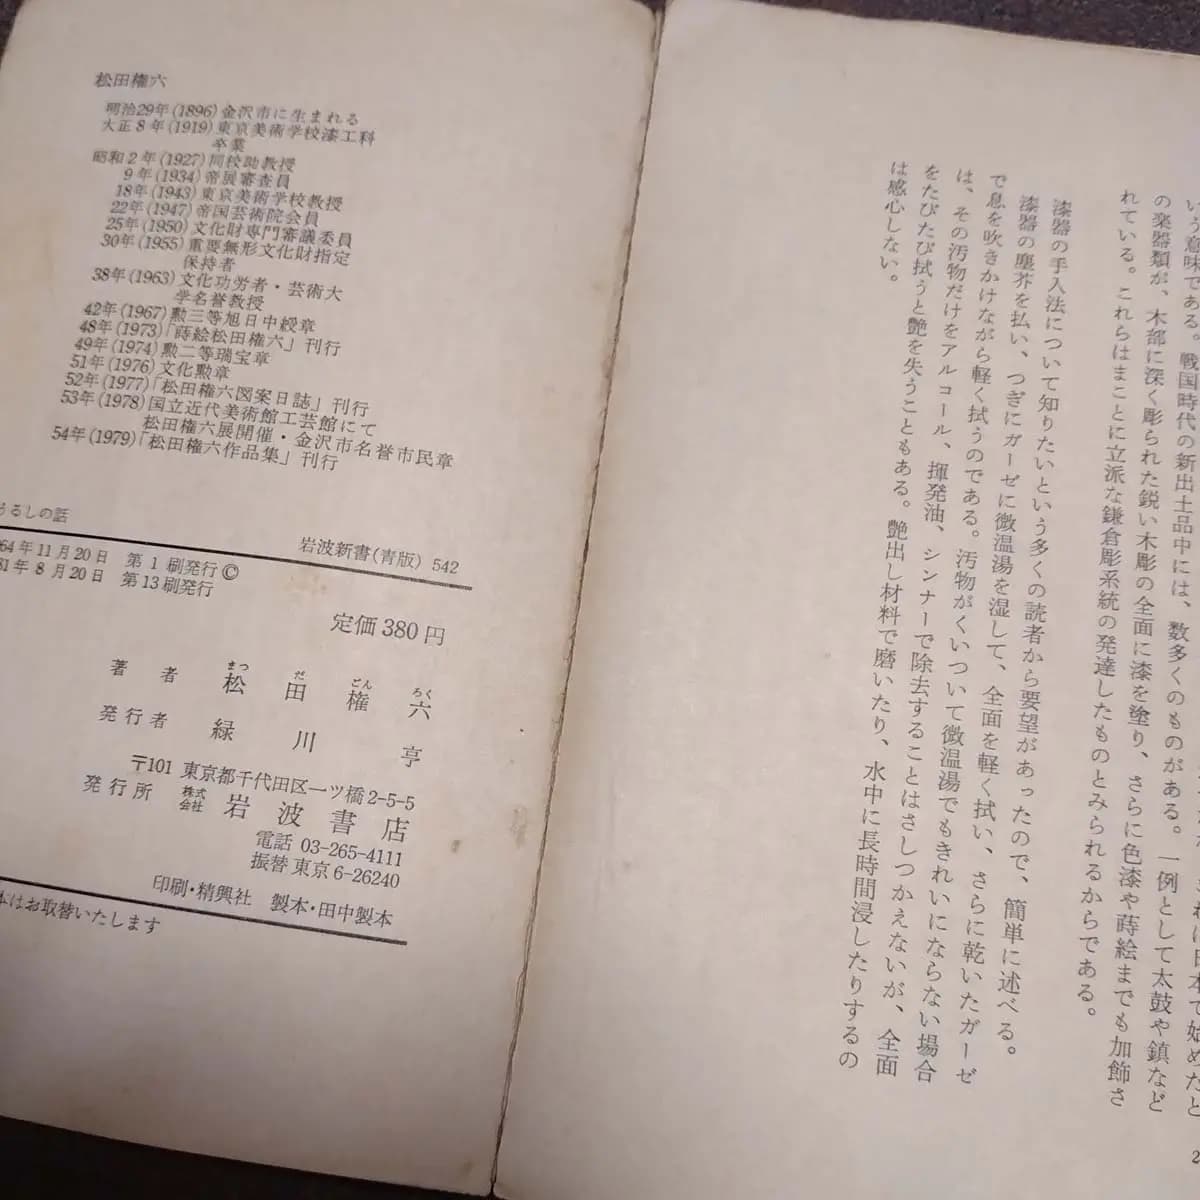 いう意味である。戦国時代の新出土品中には、数多くのものがある。一例として太鼓や鎮など
の楽器類が、木部に深く彫られた鋭い木彫の全面に漆を塗り、さらに色漆や蒔絵までも加飾さ
れている。これらはまことに立派な鎌倉彫系統の発達したものとみられるからである。
漆器の手入法について知りたいという多くの読者から要望があったので、簡単に述べる。
漆器の塵芥を払い、つぎにガーゼに微温湯を湿して、全面を軽く拭い、さらに乾いたガーゼ
で息を吹きかけながら軽く拭うのである。汚物がくいついて微温湯でもきれいにならない場合
は、その汚物だけをアルコール、揮発油、シンナーで除去することはさしつかえないが、全面
をたびたび拭うと艶を失うこともある。艶出し材料で磨いたり、水中に長時間浸したりするの
は感心しない。
松田権六
明治29年(1896)金沢市に生まれる
大正8年(1919)東京美術学校漆工科
卒業
昭和2年(1927)同校助教授
9年(1934)帝展審査員
18年(1943)東京美術学校教授
22年(1947)帝国芸術院会員
25年(1950)文化財専門審議委員
30年(1955)重要無形文化財指定
保持者
38年(1963)文化功労者・芸術大
学名誉教授
42年(1967)勲三等旭日中綬章
48年(1973)「蒔絵松田権六」刊行
49年(1974)勲二等瑞宝章
51年(1976)文化勲章
52年(1977)「松田権六図案日誌」刊行
53年(1978)国立近代美術館工芸館にて
松田権六展開催・金沢市名誉市民章
54年(1979)「松田権六作品集」刊行
うるしの話
岩波新書(青版)542
64年11月20日 第1刷発行©
81年8月20日 第13刷発行
定価380円
著者 松田権六
まつ だ ごん ろく
発行者 緑川亨
〒101 東京都千代田区一ツ橋2-5-5
発行所 株式会社 岩波書店
電話 03-265-4111
振替 東京 6-26240
印刷・精興社 製本・田中製本
本はお取替いたします